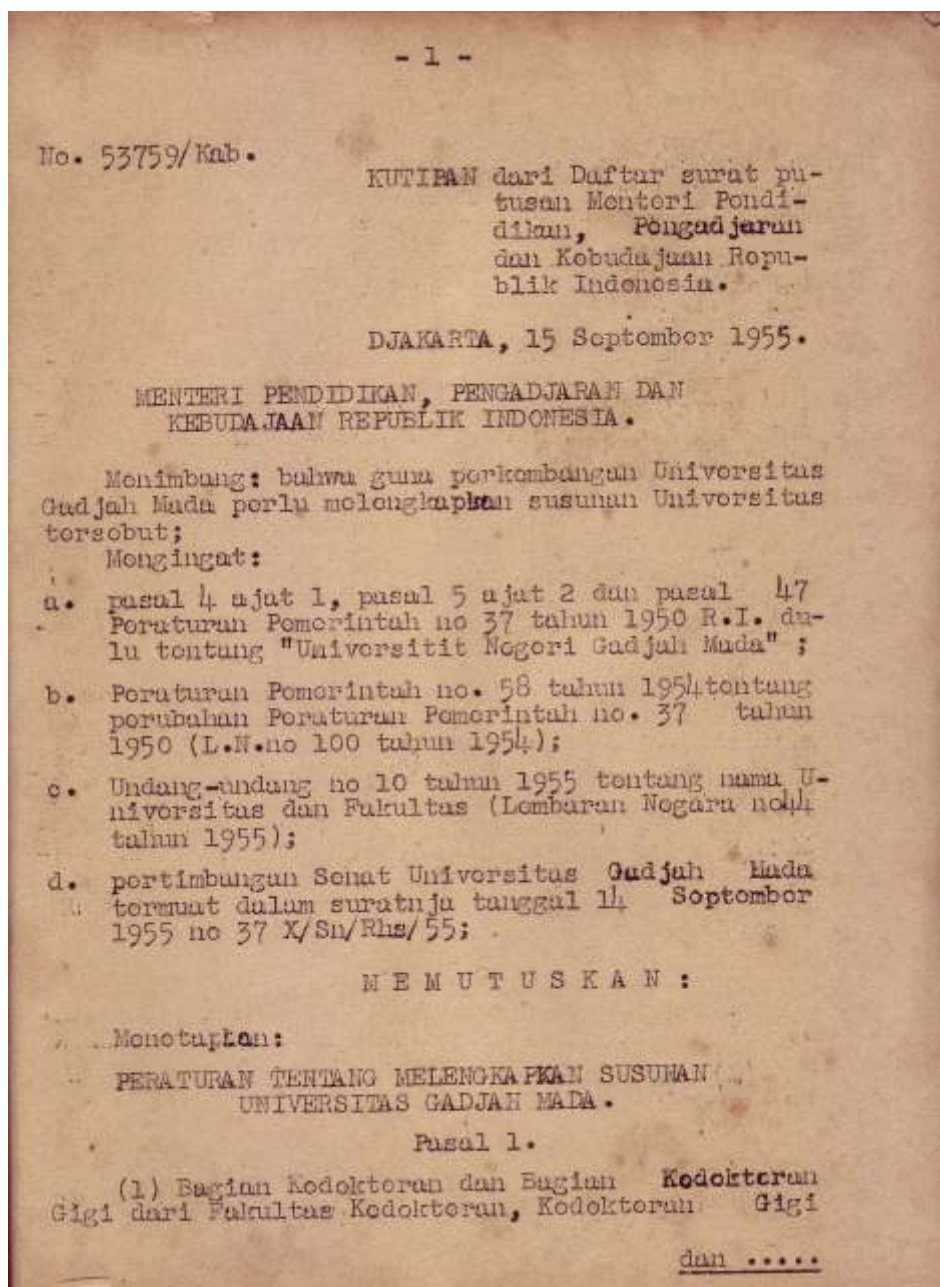 - 1 -
No. 53759/Kab.
KUTIPAN dari Daftar surat pu-
tusan Menteri Pendi-
dikan, Pengadjaran
dan Kebudajaan Repu-
blik Indonesia.
DJAKARTA, 15 September 1955.
MENTERI PENDIDIKAN, PENGADJARAN DAN
KEBUDAJAAN REPUBLIK INDONESIA.
Menimbang: bahwa guna perkembangan Universitas
Gadjah Mada perlu melengkapkan susunan Universitas
tersebut;
Mengingat:
a. pasal 4 ajat 1, pasal 5 ajat 2 dan pasal 47
Peraturan Pemerintah no 37 tahun 1950 R.I. du-
lu tentang "Universitit Negeri Gadjah Mada" ;
b. Peraturan Pemerintah no. 58 tahun 1954tentang
perubahan Peraturan Pemerintah no. 37 tahun
1950 (L.N.no 100 tahun 1954);
c. Undang-undang no 10 tahun 1955 tentang nama U-
niversitas dan Fakultas (Lembaran Negara no44
tahun 1955);
d. pertimbangan Senat Universitas Gadjah Mada
termuat dalam suratnja tanggal 14 September
1955 no 37 X/Sn/Rhs/55;
M E M U T U S K A N :
Menetapkan:
PERATURAN TENTANG MELENGKAPKAN SUSUNAN
UNIVERSITAS GADJAH MADA.
Pasal 1.
(1) Bagian Kedokteran dan Bagian Kedokteran
Gigi dari Fakultas Kedokteran, Kedokteran Gigi
dan .....